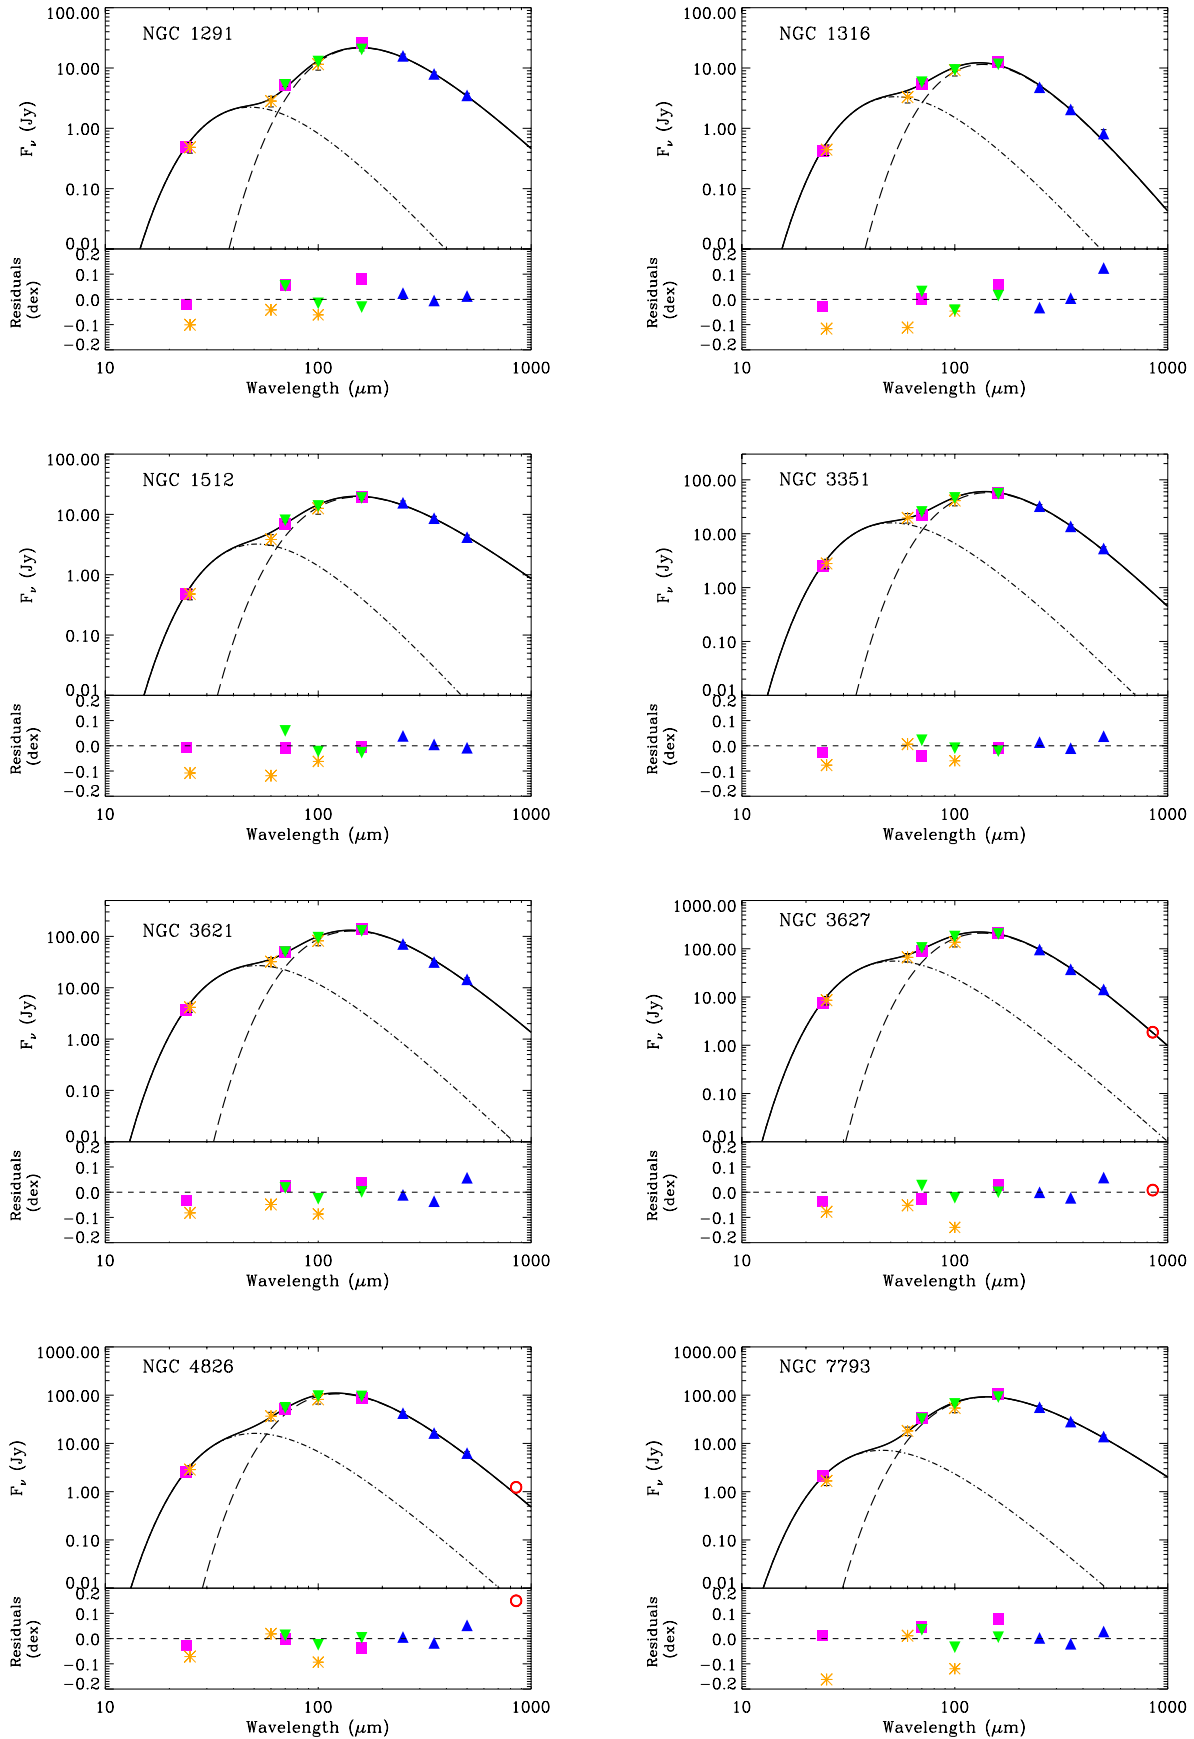 NGC 1291
100.00
10.00
1.00
0.10
0.01
F_ν (Jy)
0.2
0.1
0.0
−0.1
−0.2
Residuals
(dex)
10 100 1000
Wavelength (μm)
NGC 1316
100.00
10.00
1.00
0.10
0.01
F_ν (Jy)
0.2
0.1
0.0
−0.1
−0.2
Residuals
(dex)
10 100 1000
Wavelength (μm)
NGC 1512
100.00
10.00
1.00
0.10
0.01
F_ν (Jy)
0.2
0.1
0.0
−0.1
−0.2
Residuals
(dex)
10 100 1000
Wavelength (μm)
NGC 3351
100.00
10.00
1.00
0.10
0.01
F_ν (Jy)
0.2
0.1
0.0
−0.1
−0.2
Residuals
(dex)
10 100 1000
Wavelength (μm)
NGC 3621
100.00
10.00
1.00
0.10
0.01
F_ν (Jy)
0.2
0.1
0.0
−0.1
−0.2
Residuals
(dex)
10 100 1000
Wavelength (μm)
NGC 3627
1000.00
100.00
10.00
1.00
0.10
0.01
F_ν (Jy)
0.2
0.1
0.0
−0.1
−0.2
Residuals
(dex)
10 100 1000
Wavelength (μm)
NGC 4826
1000.00
100.00
10.00
1.00
0.10
0.01
F_ν (Jy)
0.2
0.1
0.0
−0.1
−0.2
Residuals
(dex)
10 100 1000
Wavelength (μm)
NGC 7793
1000.00
100.00
10.00
1.00
0.10
0.01
F_ν (Jy)
0.2
0.1
0.0
−0.1
−0.2
Residuals
(dex)
10 100 1000
Wavelength (μm)